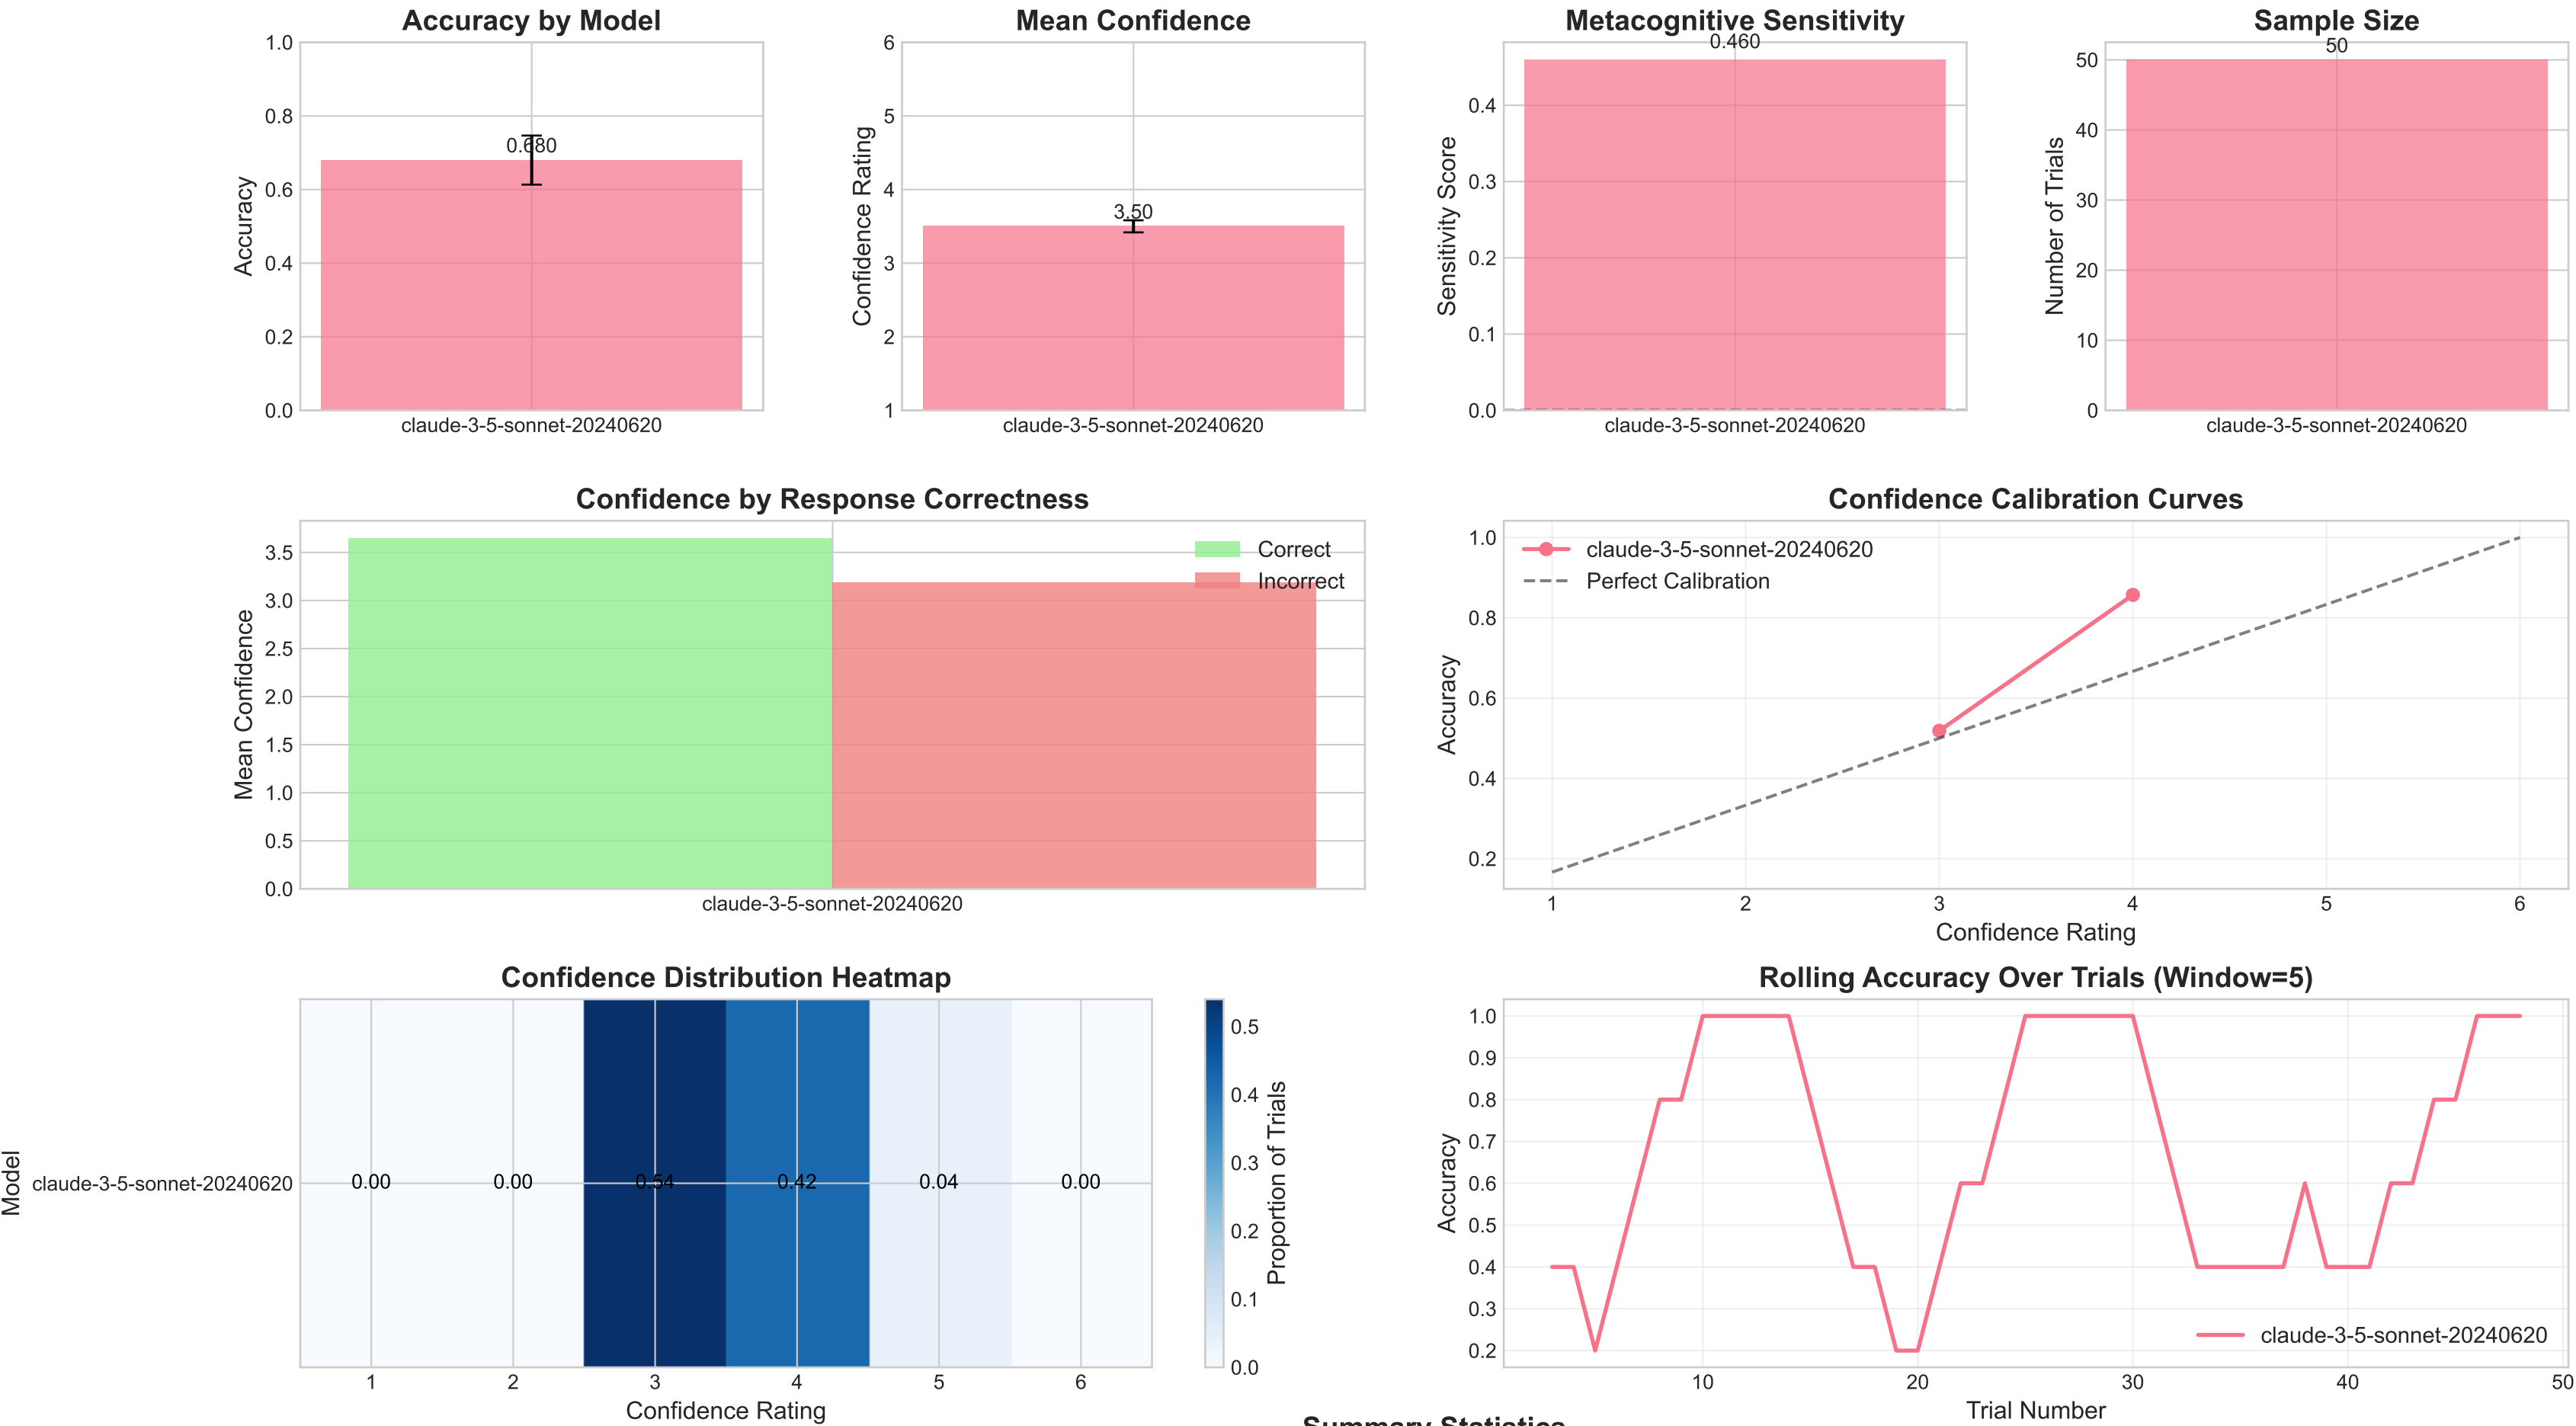 Accuracy by Model
1.0
0.8
0.6
0.4
0.2
0.0
Accuracy
0.680
claude-3-5-sonnet-20240620
Mean Confidence
6
5
4
3
2
1
Confidence Rating
3.50
claude-3-5-sonnet-20240620
Metacognitive Sensitivity
0.460
0.4
0.3
0.2
0.1
0.0
Sensitivity Score
claude-3-5-sonnet-20240620
Sample Size
50
50
40
30
20
10
0
Number of Trials
claude-3-5-sonnet-20240620
Confidence by Response Correctness
3.5
3.0
2.5
2.0
1.5
1.0
0.5
0.0
Mean Confidence
Correct
Incorrect
claude-3-5-sonnet-20240620
Confidence Calibration Curves
1.0
0.8
0.6
0.4
0.2
Accuracy
claude-3-5-sonnet-20240620
Perfect Calibration
1 2 3 4 5 6
Confidence Rating
Confidence Distribution Heatmap
Model
claude-3-5-sonnet-20240620
0.00 0.00 0.54 0.42 0.04 0.00
1 2 3 4 5 6
Confidence Rating
0.5
0.4
0.3
0.2
0.1
0.0
Proportion of Trials
Rolling Accuracy Over Trials (Window=5)
1.0
0.9
0.8
0.7
0.6
0.5
0.4
0.3
0.2
Accuracy
claude-3-5-sonnet-20240620
10 20 30 40 50
Trial Number
Summary Statistics